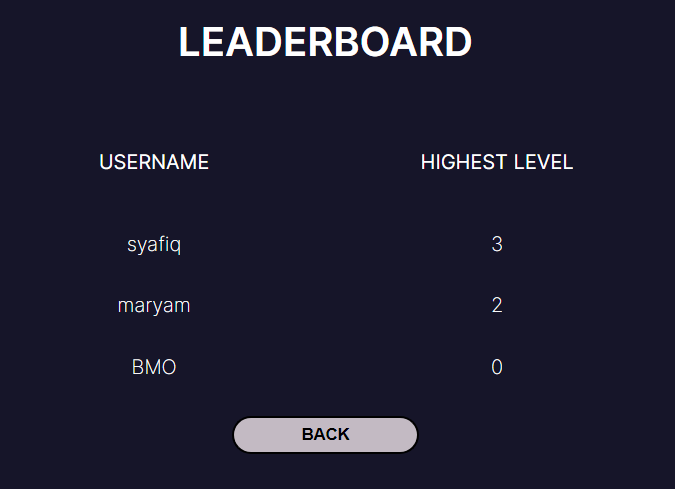 LEADERBOARD
USERNAME HIGHEST LEVEL
syafiq 3
maryam 2
BMO 0
BACK